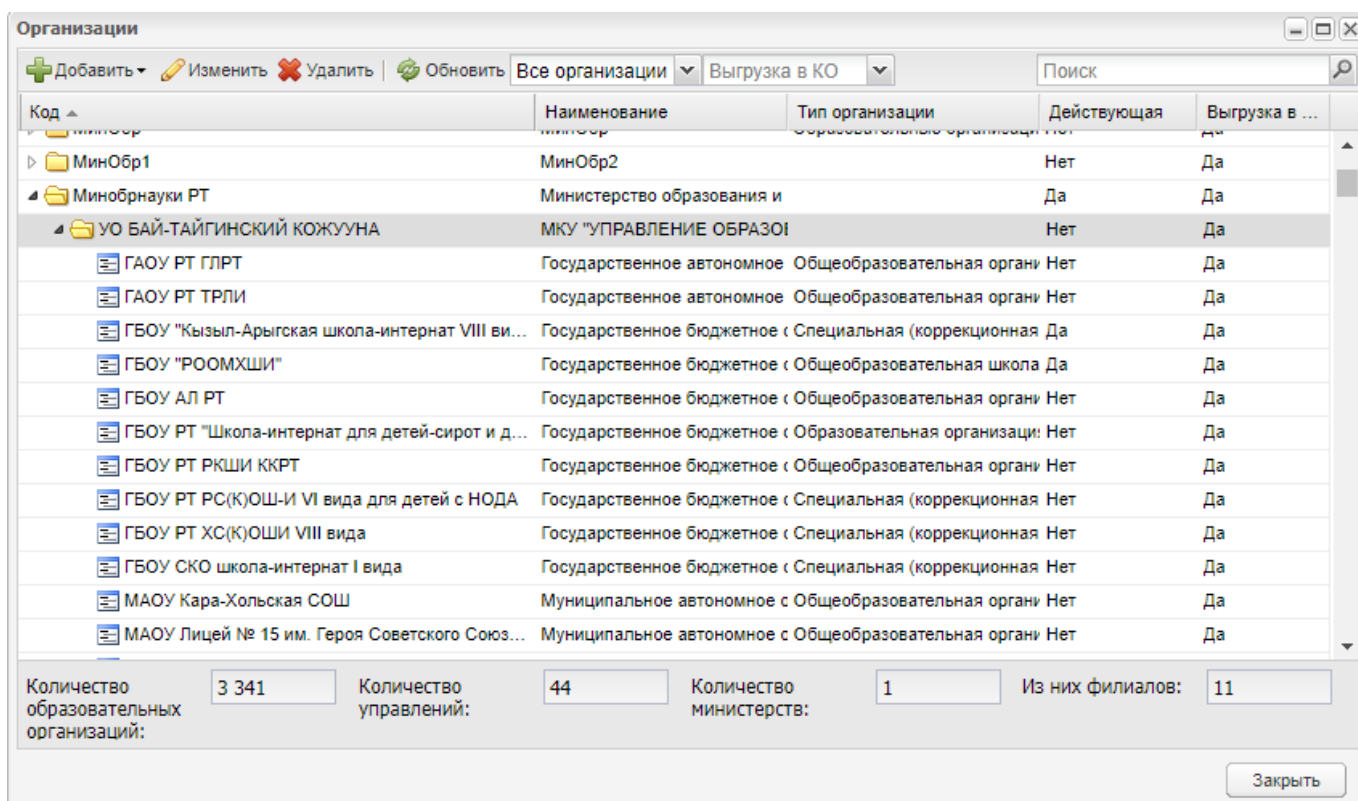 Организации
Добавить Изменить Удалить Обновить Все организации Выгрузка в КО Поиск
Код Наименование Тип организации Действующая Выгрузка в ...
МинОбр МинОбр Образовательные организаци Нет Да
МинОбр1 МинОбр2 Нет Да
Минобрнауки РТ Министерство образования и Да Да
УО БАЙ-ТАЙГИНСКИЙ КОЖУУНА МКУ "УПРАВЛЕНИЕ ОБРАЗОІ Нет Да
ГАОУ РТ ГЛРТ Государственное автономное Общеобразовательная органи Нет Да
ГАОУ РТ ТРЛИ Государственное автономное Общеобразовательная органи Нет Да
ГБОУ "Кызыл-Арыгская школа-интернат VIII ви... Государственное бюджетное о Специальная (коррекционная Да Да
ГБОУ "РООМХШИ" Государственное бюджетное о Общеобразовательная школа Да Да
ГБОУ АЛ РТ Государственное бюджетное о Общеобразовательная органи Нет Да
ГБОУ РТ "Школа-интернат для детей-сирот и д... Государственное бюджетное о Образовательная организаци Нет Да
ГБОУ РТ РКШИ ККРТ Государственное бюджетное о Общеобразовательная органи Нет Да
ГБОУ РТ РС(К)ОШ-И VI вида для детей с НОДА Государственное бюджетное о Специальная (коррекционная Нет Да
ГБОУ РТ ХС(К)ОШИ VIII вида Государственное бюджетное о Специальная (коррекционная Нет Да
ГБОУ СКО школа-интернат I вида Государственное бюджетное о Специальная (коррекционная Нет Да
МАОУ Кара-Хольская СОШ Муниципальное автономное о Общеобразовательная органи Нет Да
МАОУ Лицей № 15 им. Героя Советского Союз... Муниципальное автономное о Общеобразовательная органи Нет Да
Количество образовательных организаций: 3 341 Количество управлений: 44 Количество министерств: 1 Из них филиалов: 11
Закрыть